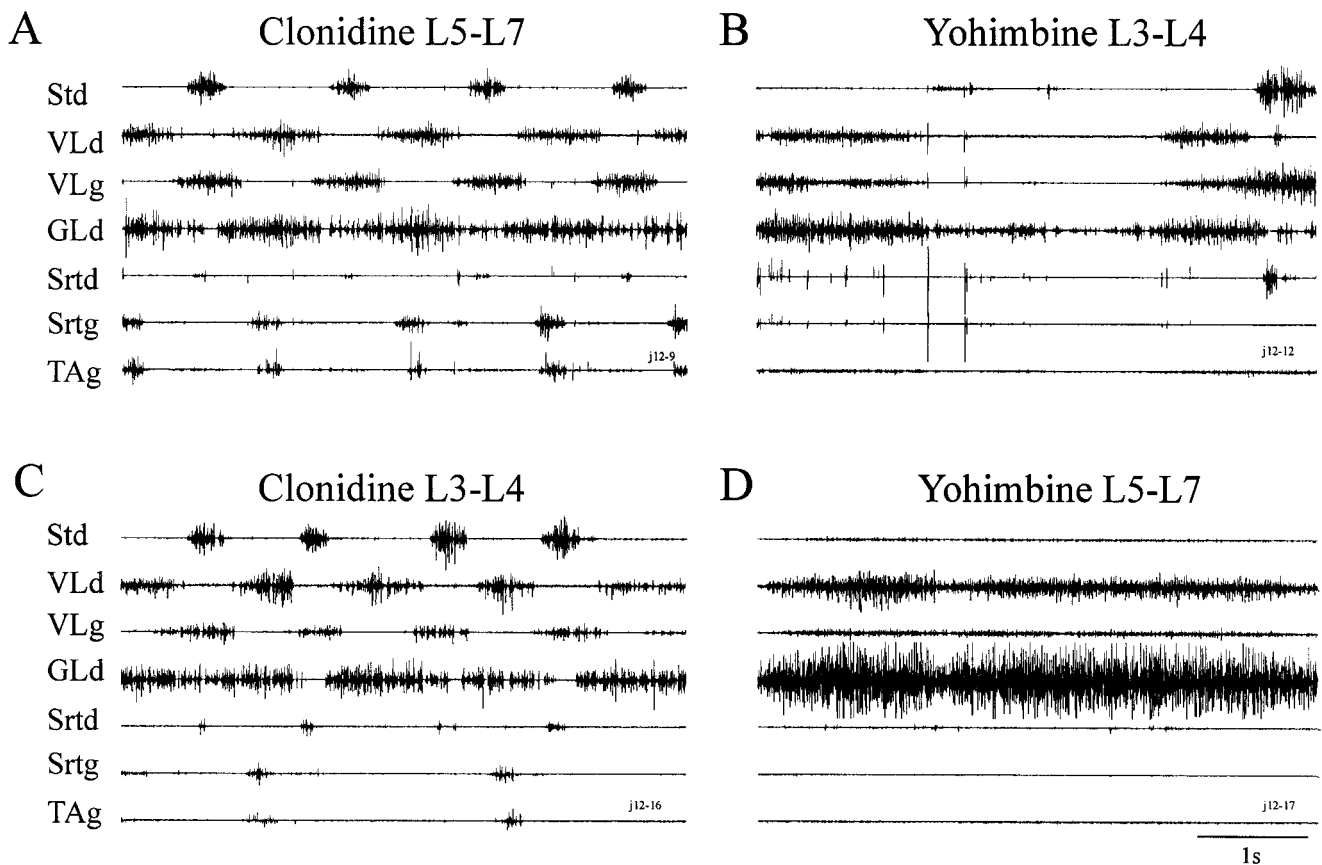 A
Clonidine L5-L7
Std
VLd
VLg
GLd
Srtd
Srtg
TAg
j12-9
B
Yohimbine L3-L4
j12-12
C
Clonidine L3-L4
Std
VLd
VLg
GLd
Srtd
Srtg
TAg
j12-16
D
Yohimbine L5-L7
j12-17
1s